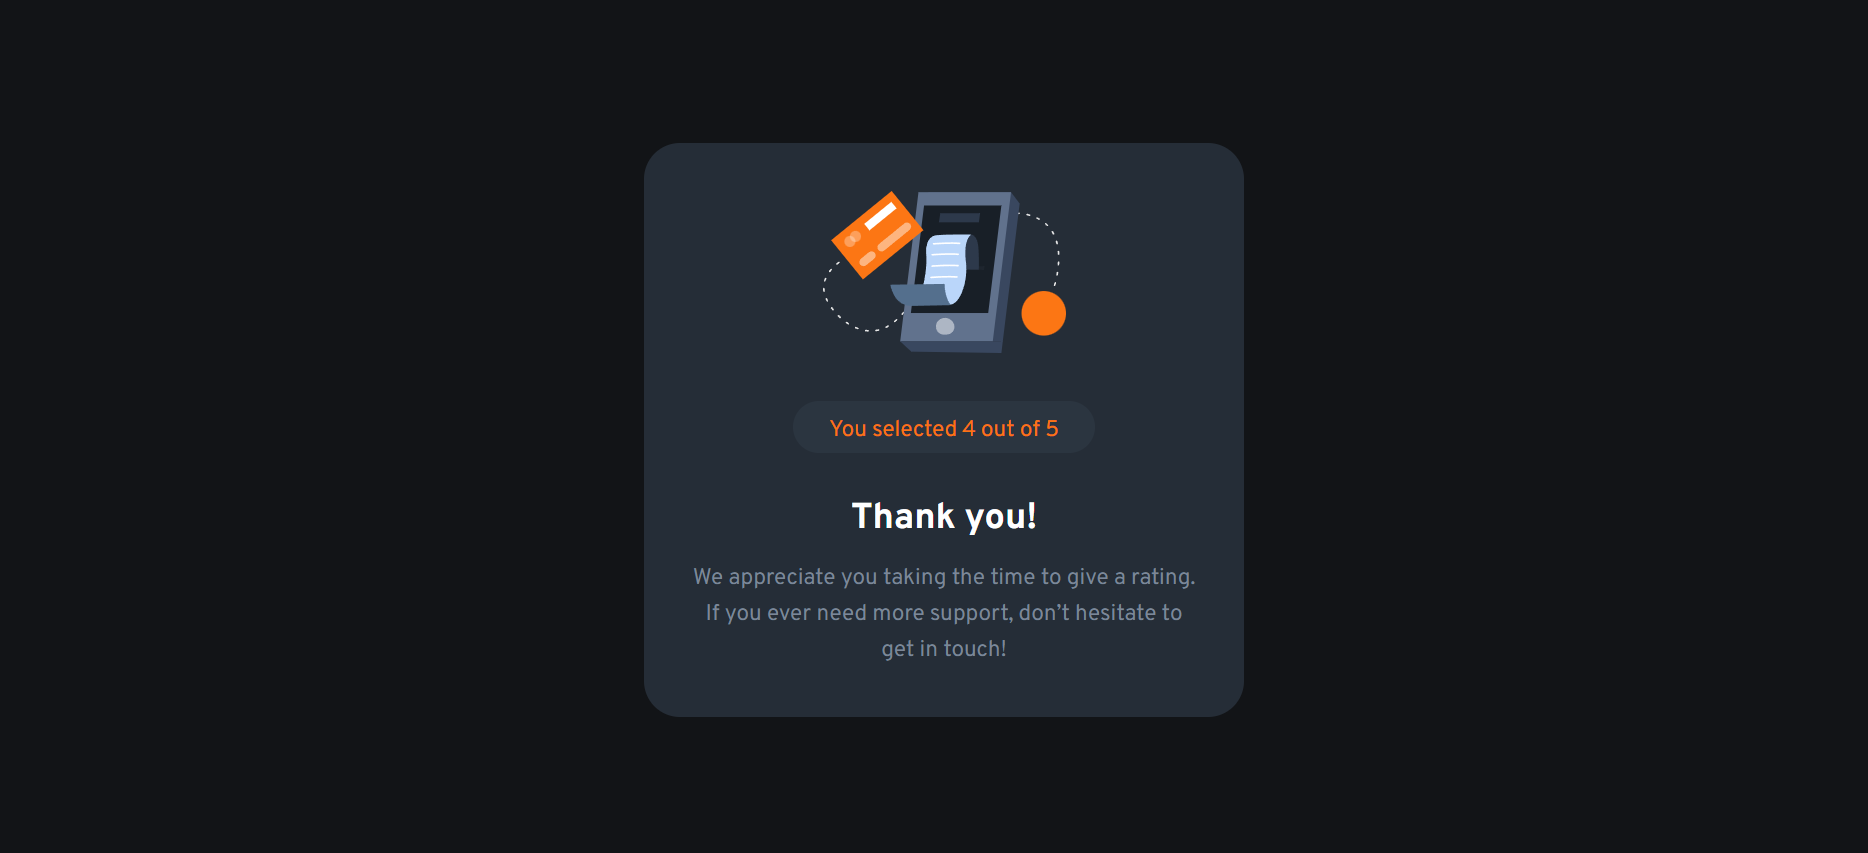 You selected 4 out of 5
Thank you!
We appreciate you taking the time to give a rating.
If you ever need more support, don’t hesitate to
get in touch!